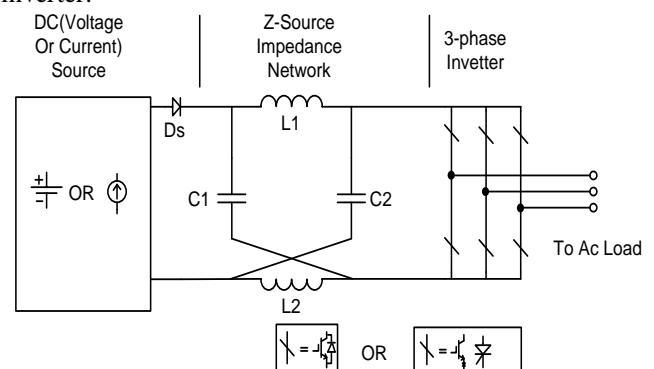 inverter.
DC(Voltage
Or Current)
Source
Z-Source
Impedance
Network
3-phase
Invetter
Ds
L1
OR
C1
C2
To Ac Load
L2
=
OR
=